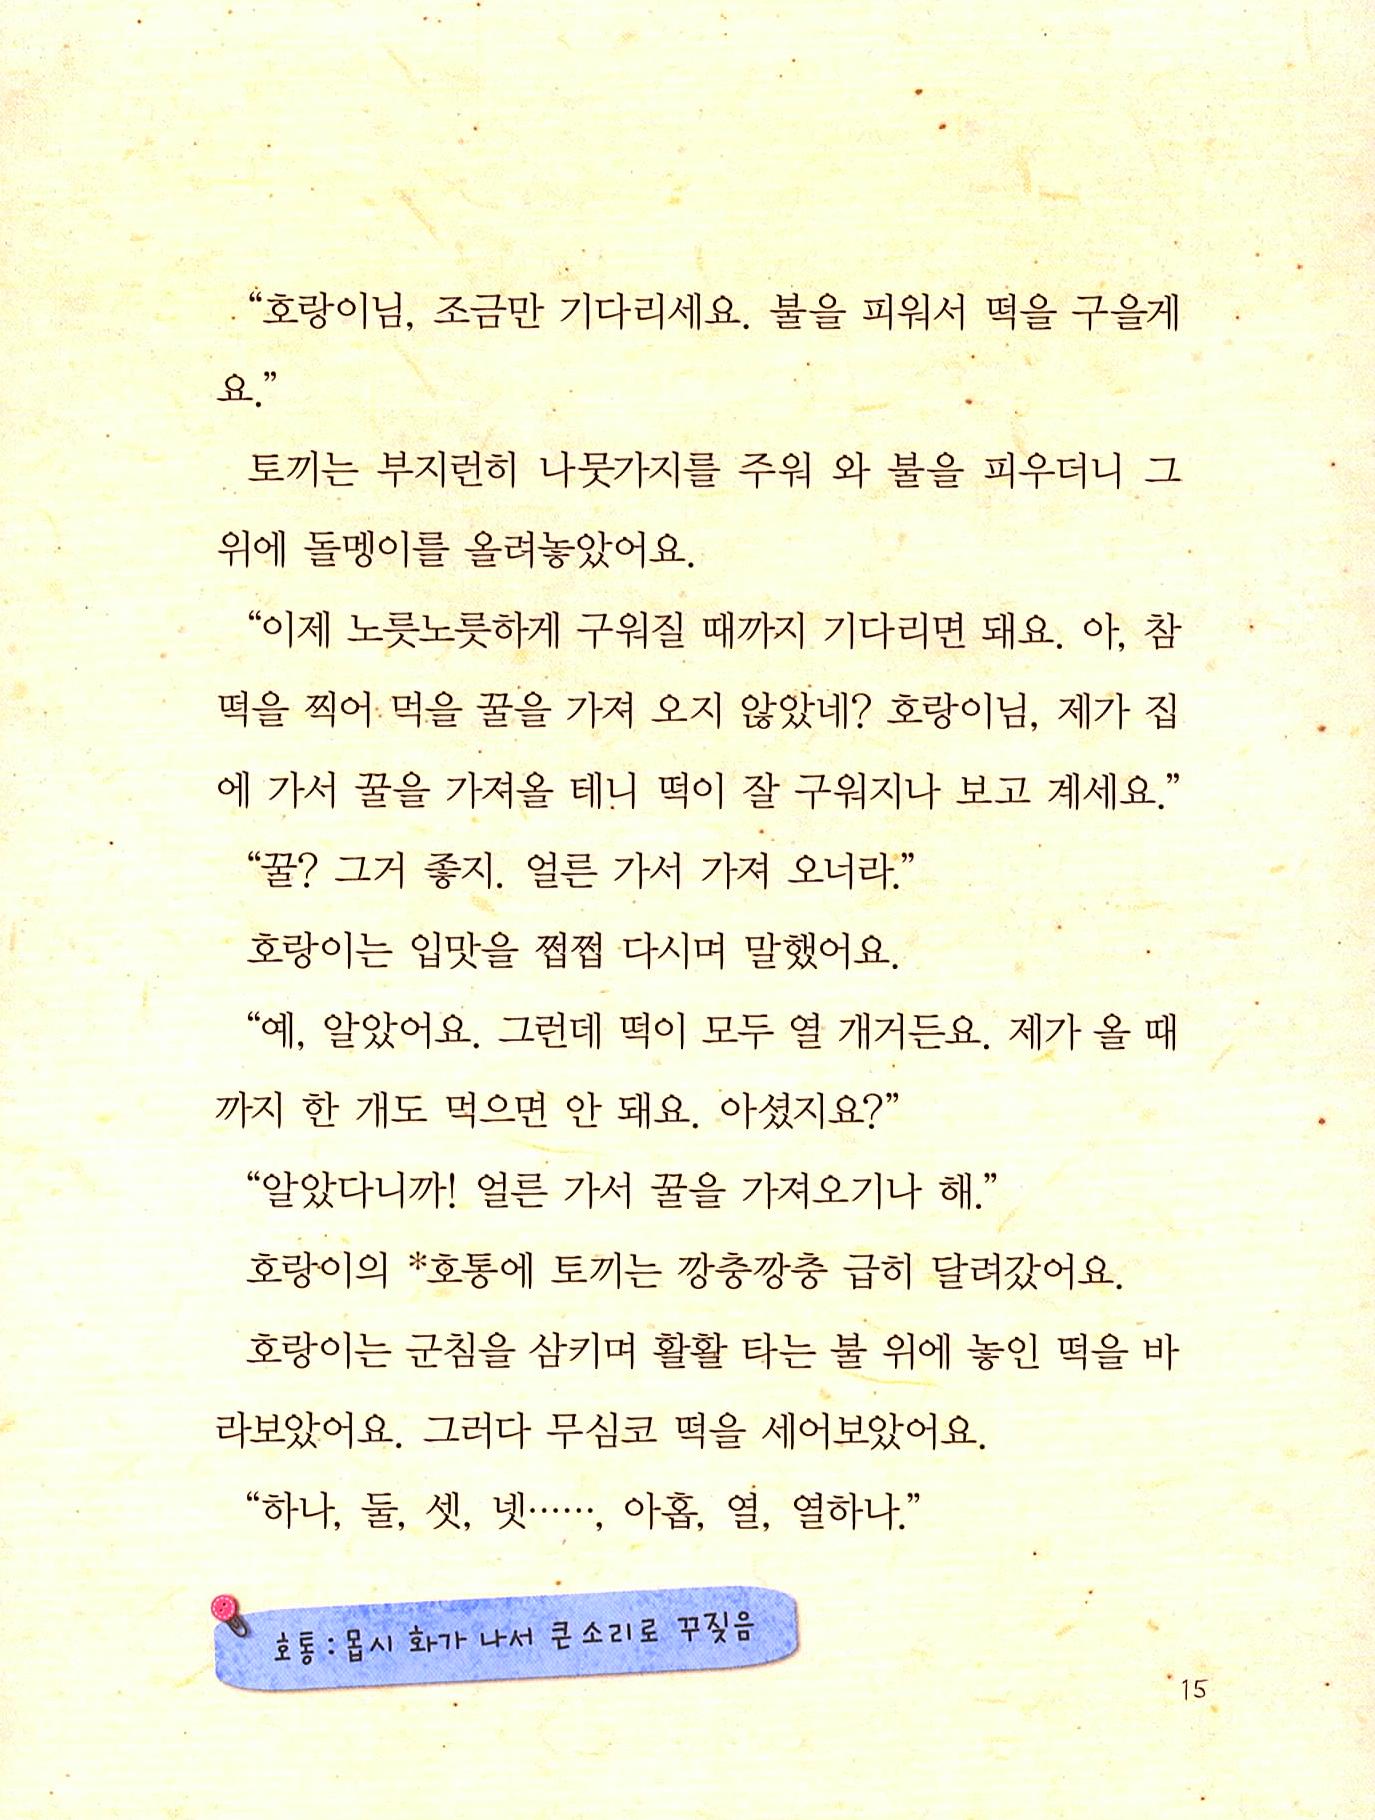 “호랑이님, 조금만 기다리세요. 불을 피워서 떡을 구을게
요.”
토끼는 부지런히 나뭇가지를 주워 와 불을 피우더니 그
위에 돌멩이를 올려놓았어요.
“이제 노릇노릇하게 구워질 때까지 기다리면 돼요. 아, 참
떡을 찍어 먹을 꿀을 가져 오지 않았네? 호랑이님, 제가 집
에 가서 꿀을 가져올 테니 떡이 잘 구워지나 보고 계세요.”
“꿀? 그거 좋지. 얼른 가서 가져 오너라.”
호랑이는 입맛을 쩝쩝 다시며 말했어요.
“예, 알았어요. 그런데 떡이 모두 열 개거든요. 제가 올 때
까지 한 개도 먹으면 안 돼요. 아셨지요?”
“알았다니까! 얼른 가서 꿀을 가져오기나 해.”
호랑이의 *호통에 토끼는 깡충깡충 급히 달려갔어요.
호랑이는 군침을 삼키며 활활 타는 불 위에 놓인 떡을 바
라보았어요. 그러다 무심코 떡을 세어보았어요.
“하나, 둘, 셋, 넷……, 아홉, 열, 열하나.”
호통 : 몹시 화가 나서 큰 소리로 꾸짖음
15